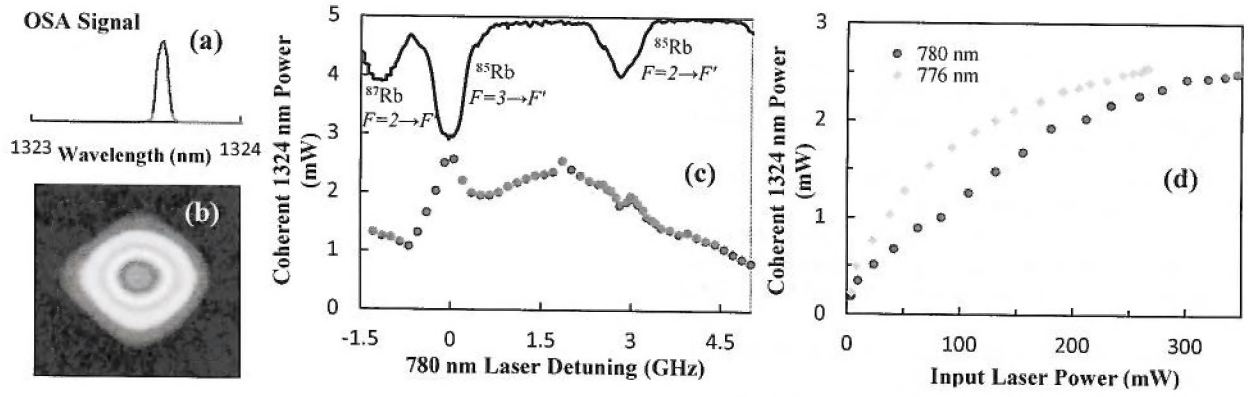 OSA Signal
(a)
1323 Wavelength (nm) 1324
(b)
Coherent 1324 nm Power
(mW)
5
4
3
2
1
0
87Rb
F=2→F'
85Rb
F=3→F'
85Rb
F=2→F'
(c)
-1.5 0 1.5 3 4.5
780 nm Laser Detuning (GHz)
Coherent 1324 nm Power
(mW)
3
2
1
0
780 nm
776 nm
(d)
0 100 200 300
Input Laser Power (mW)